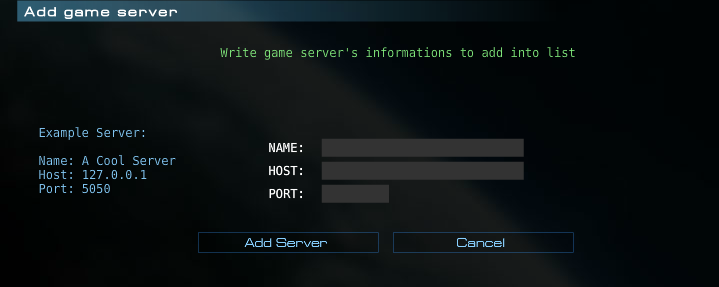 Add game server
Write game server's informations to add into list
Example Server:
Name: A Cool Server
Host: 127.0.0.1
Port: 5050
NAME:
HOST:
PORT:
Add Server
Cancel